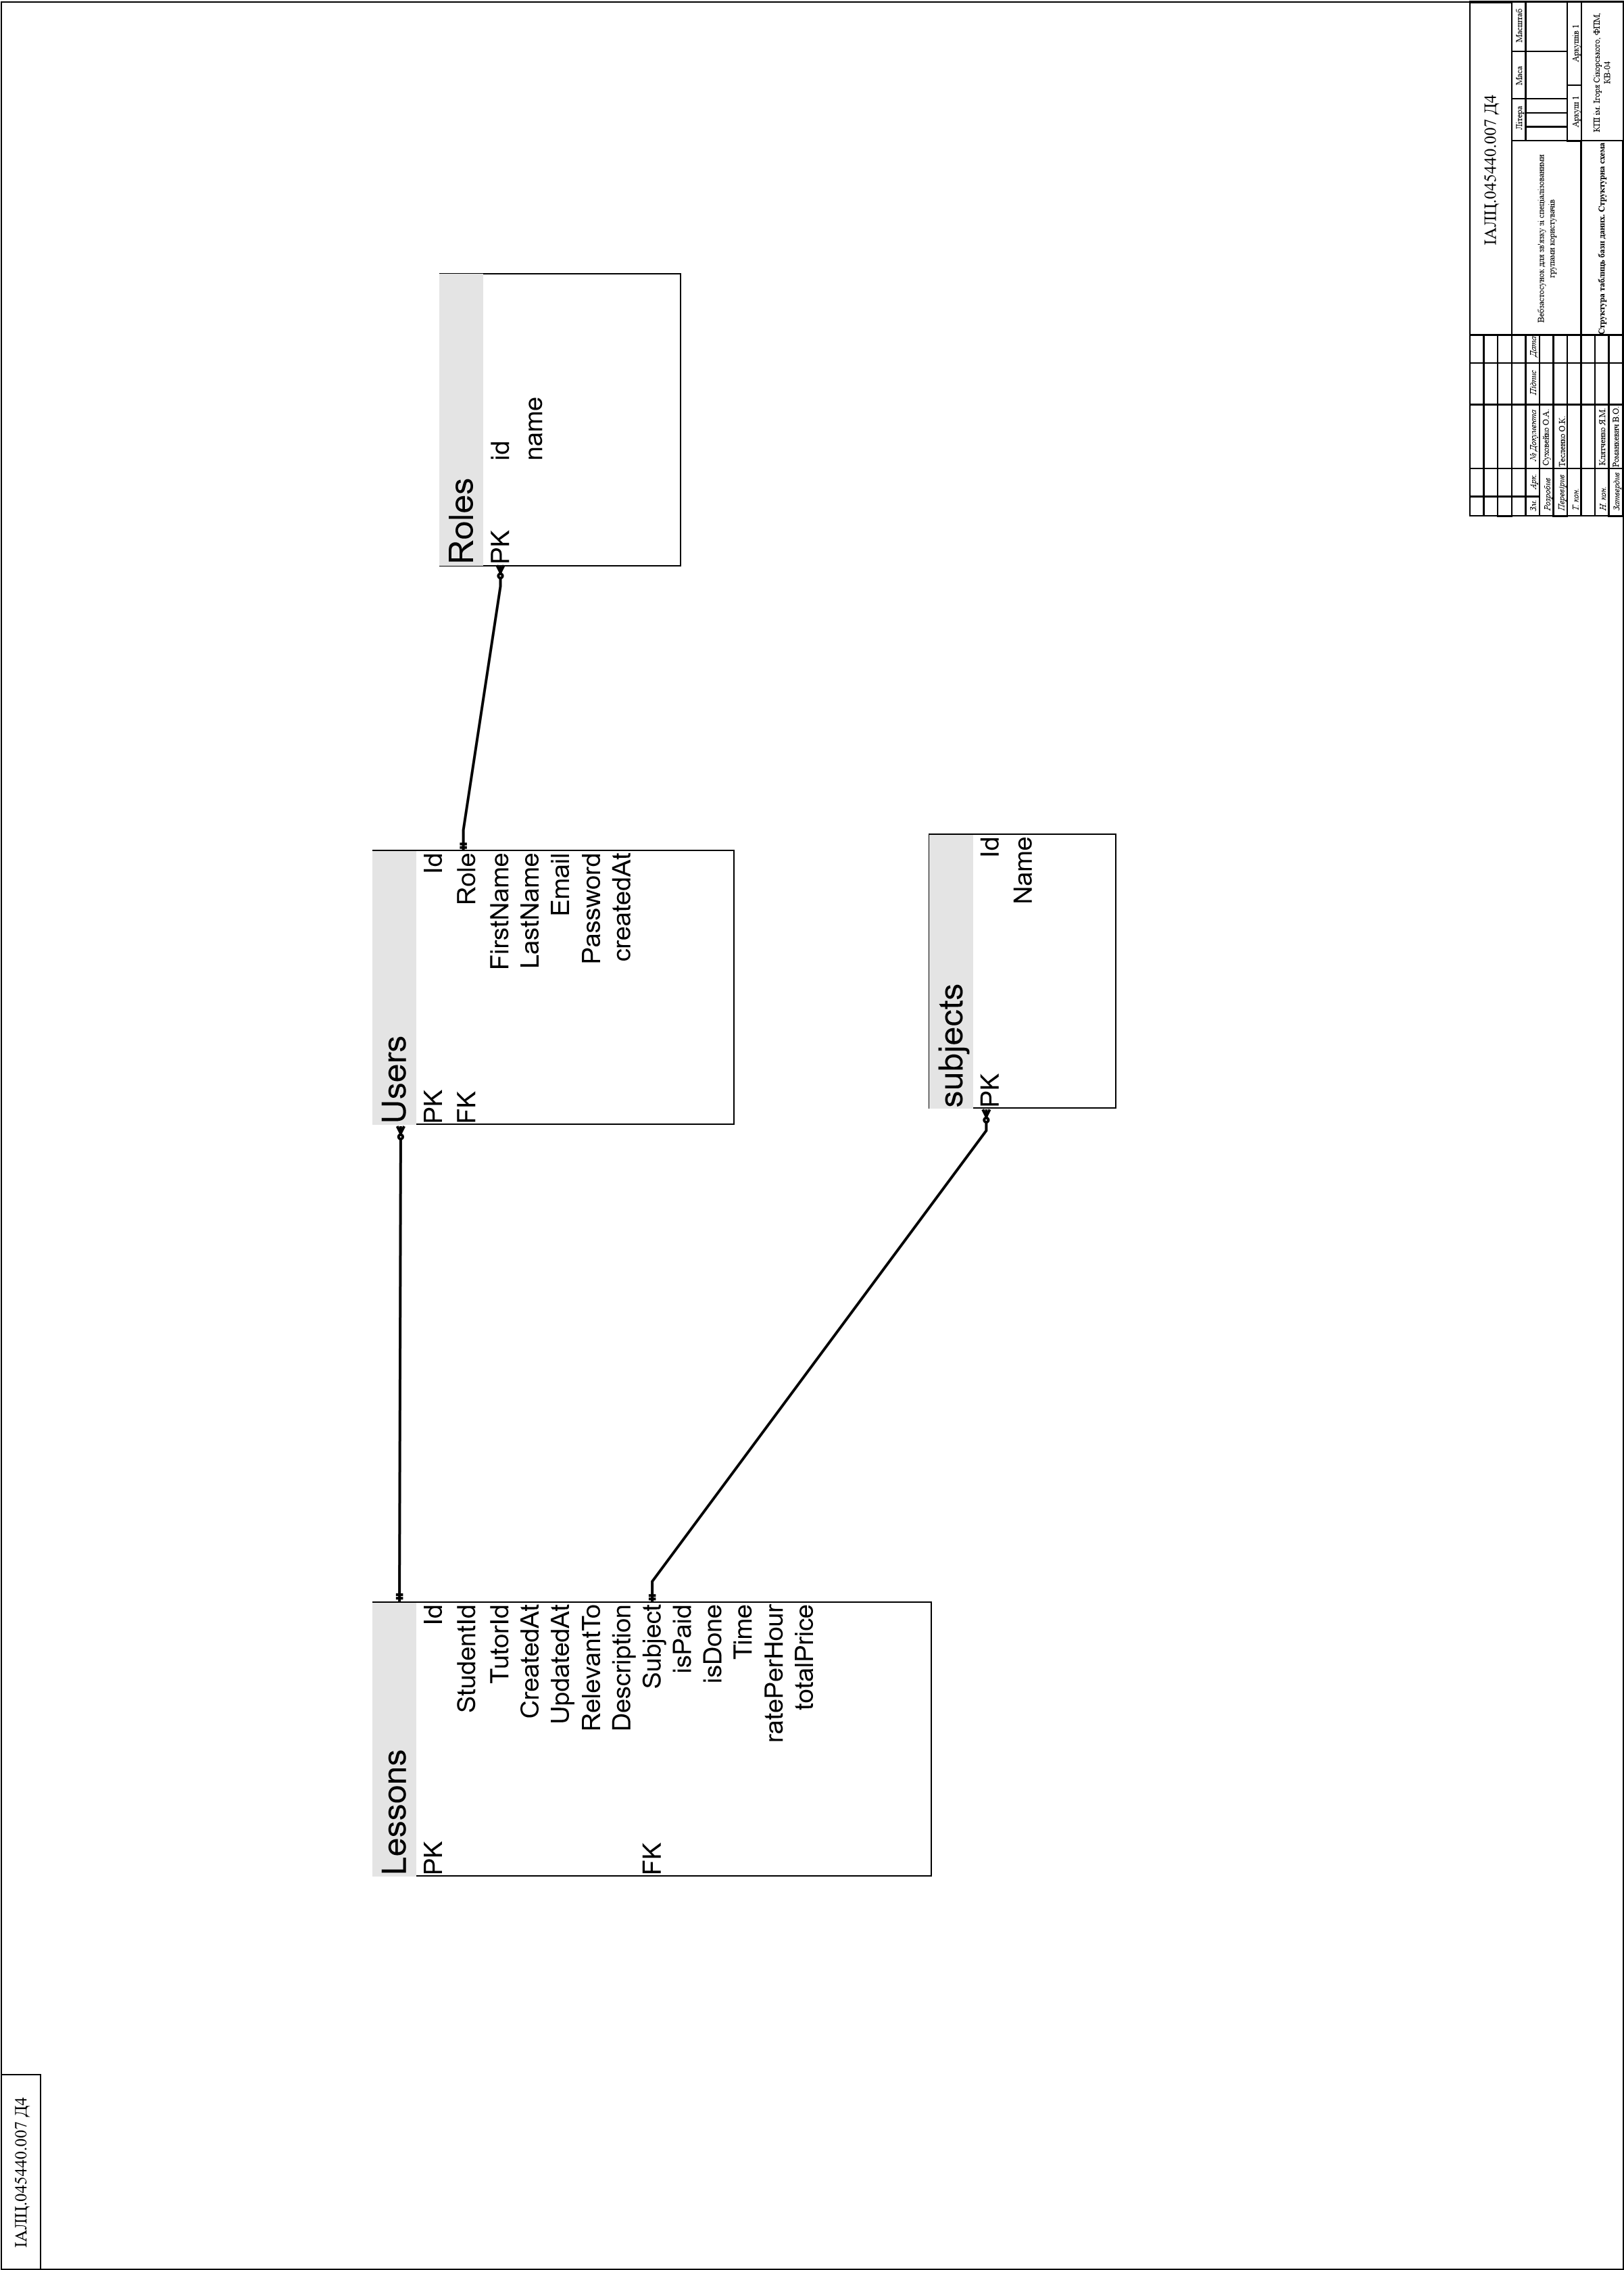 ІАЛІЦ.045440.007 Д4
Lessons
PK Id
StudentId
TutorId
CreatedAt
UpdatedAt
RelevantTo
Description
FK Subject
isPaid
isDone
Time
ratePerHour
totalPrice
Users
PK Id
FK Role
FirstName
LastName
Email
Password
createdAt
Roles
PK id
name
subjects
PK Id
Name
ІАЛІЦ.045440.007 Д4
Зм. Арк. № Документа Підпис Дата
Розробив Суховейко О.А.
Перевірив Тесленко О.К.
Т. кон.
Н. кон. Клятченко Я.М.
Затвердив Романкевич В.О.
Вебзастосунок для зв'язку зі спеціалізованими
групами користувачів
Структура таблиць бази даних. Структурна схема
Літера Маса Масштаб
Аркуш 1 Аркушів 1
КПІ ім. Ігоря Сікорського, ФПМ,
КВ-04